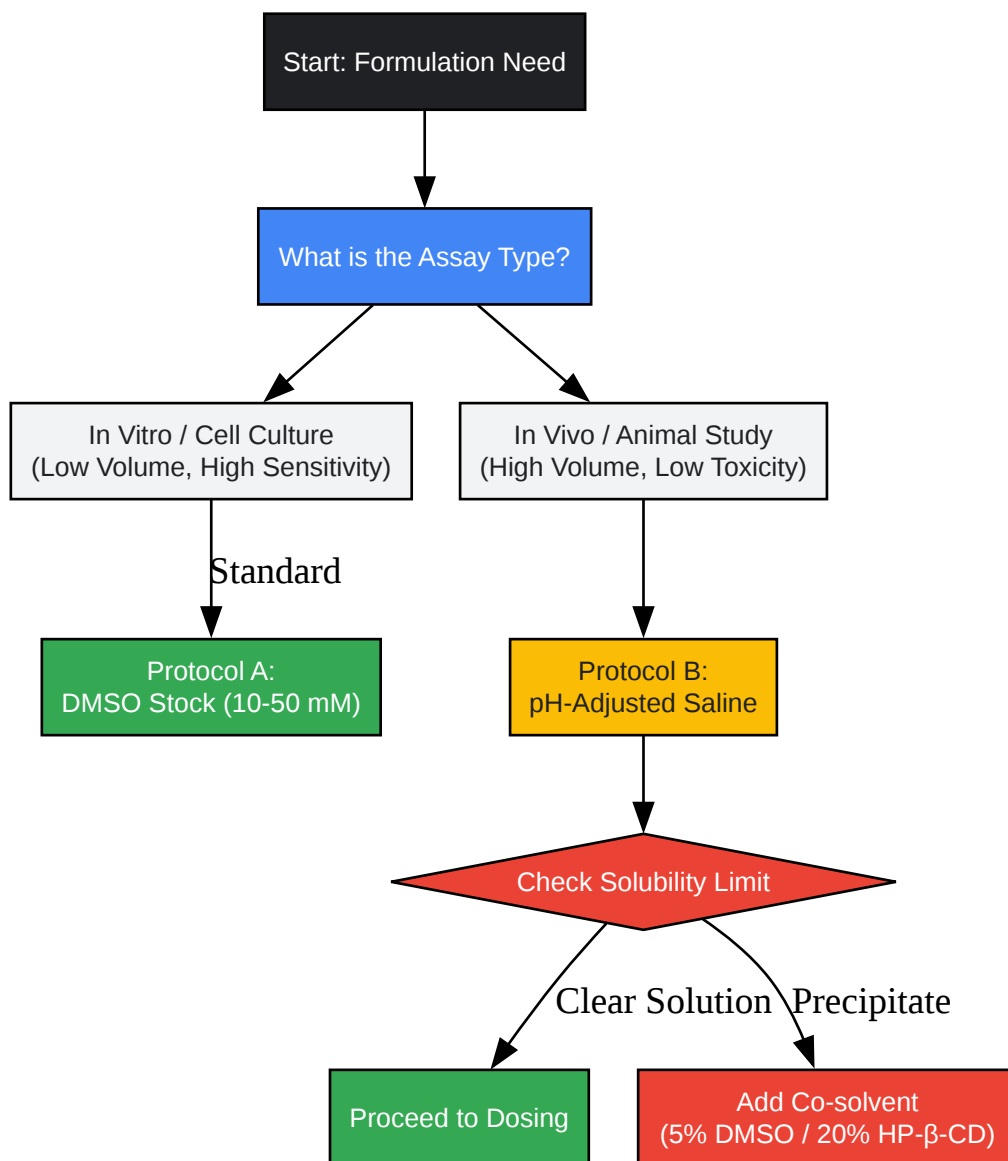 Start: Formulation Need
What is the Assay Type?
In Vitro / Cell Culture
(Low Volume, High Sensitivity)
In Vivo / Animal Study
(High Volume, Low Toxicity)
Standard
Protocol A:
DMSO Stock (10-50 mM)
Protocol B:
pH-Adjusted Saline
Check Solubility Limit
Clear Solution
Precipitate
Proceed to Dosing
Add Co-solvent
(5% DMSO / 20% HP-β-CD)